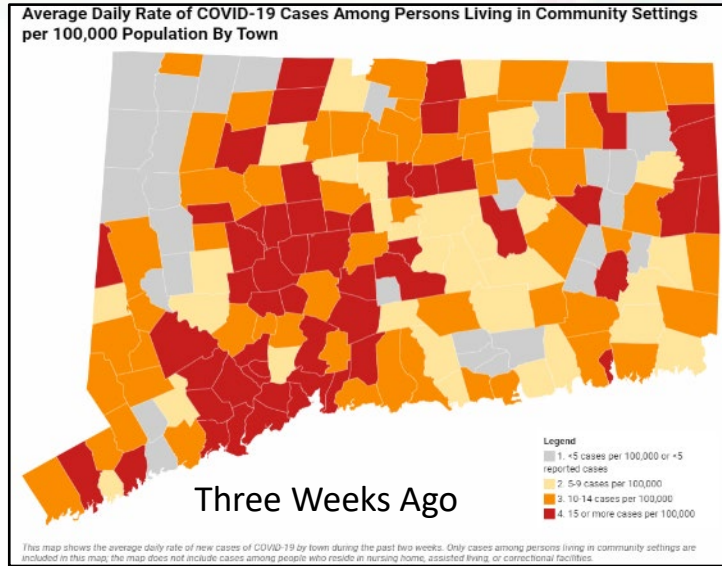 Average Daily Rate of COVID-19 Cases Among Persons Living in Community Settings
per 100,000 Population By Town
Three Weeks Ago
Legend
1. <5 cases per 100,000 or <5
reported cases
2. 5-9 cases per 100,000
3. 10-14 cases per 100,000
4. 15 or more cases per 100,000
This map shows the average daily rate of new cases of COVID-19 by town during the past two weeks. Only cases among persons living in community settings are
included in this map; the map does not include cases among people who reside in nursing home, assisted living, or correctional facilities.